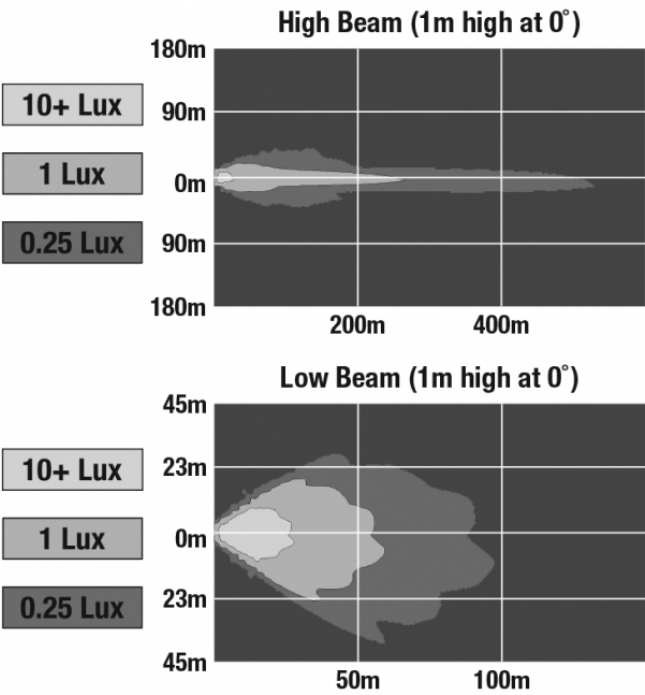 High Beam (1m high at 0°)
180m
10+ Lux
90m
1 Lux
0m
0.25 Lux
90m
180m
200m 400m
Low Beam (1m high at 0°)
45m
10+ Lux
23m
1 Lux
0m
0.25 Lux
23m
45m
50m 100m